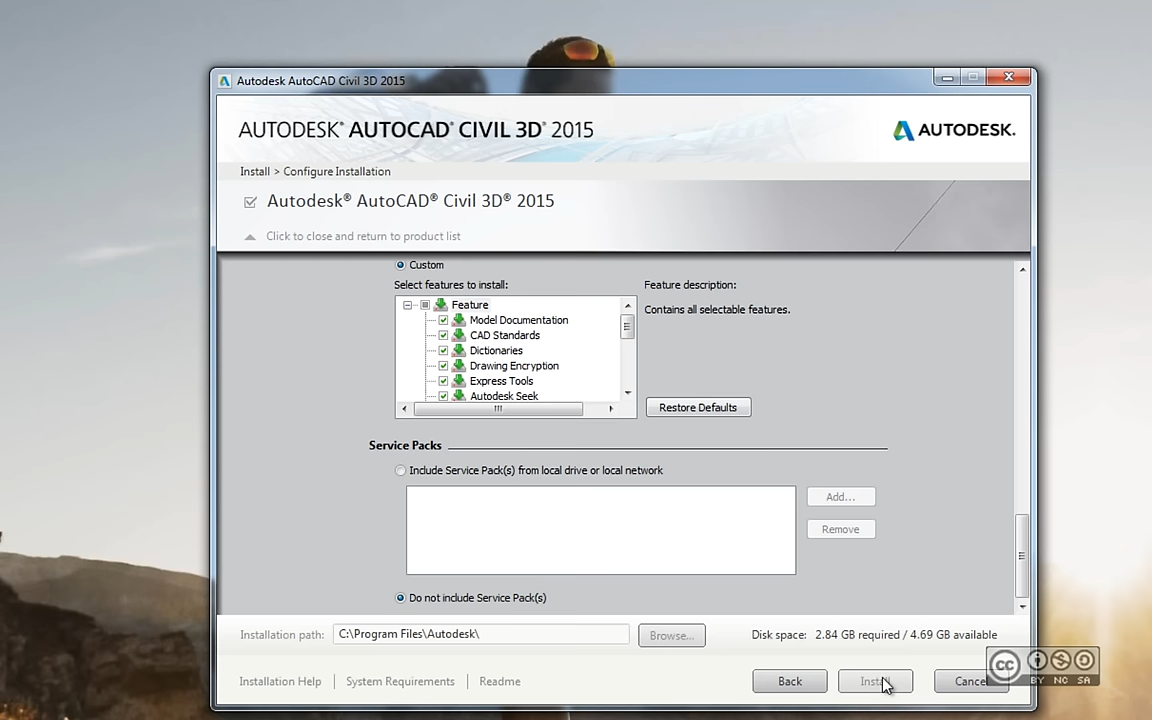 Autodesk AutoCAD Civil 3D 2015
AUTODESK® AUTOCAD® CIVIL 3D® 2015
AUTODESK.
Install > Configure Installation
Autodesk® AutoCAD® Civil 3D® 2015
Click to close and return to product list
Custom
Select features to install:
Feature description:
Feature
Contains all selectable features.
Model Documentation
CAD Standards
Dictionaries
Drawing Encryption
Express Tools
Autodesk Seek
Restore Defaults
Service Packs
Include Service Pack(s) from local drive or local network
Add...
Remove
Do not include Service Pack(s)
Installation path: C:\Program Files\Autodesk\ Browse...
Disk space: 2.84 GB required / 4.69 GB available
Installation Help | System Requirements | Readme
Back
Install
Cancel
cc
BY NC SA